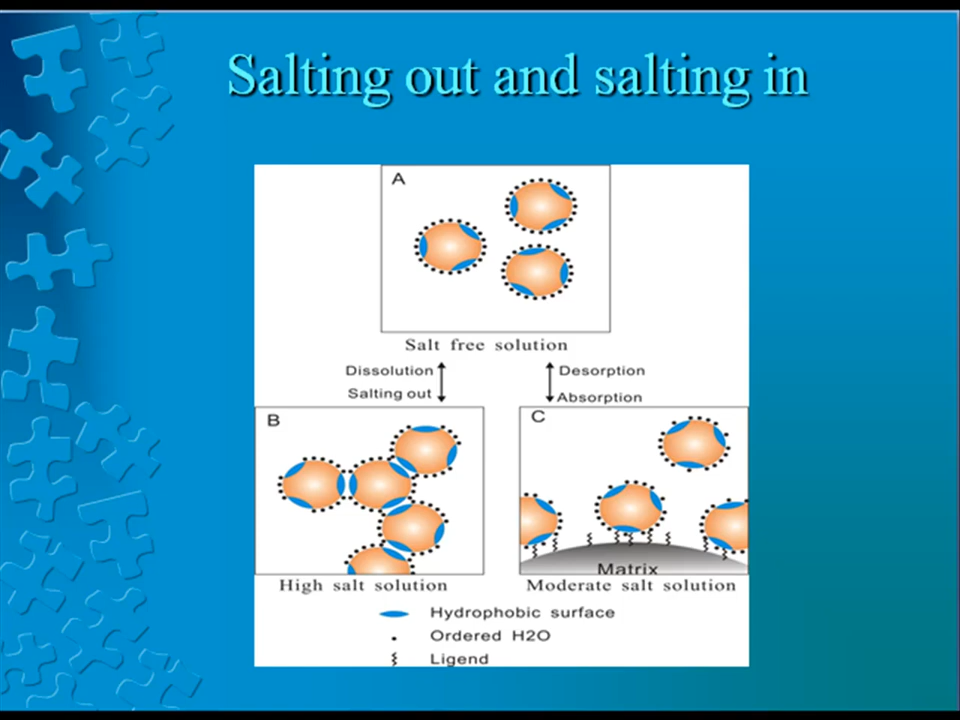 Salting out and salting in
A
Salt free solution
Dissolution
Salting out
Desorption
Absorption
B
C
Matrix
High salt solution
Moderate salt solution
Hydrophobic surface
Ordered H2O
Ligend